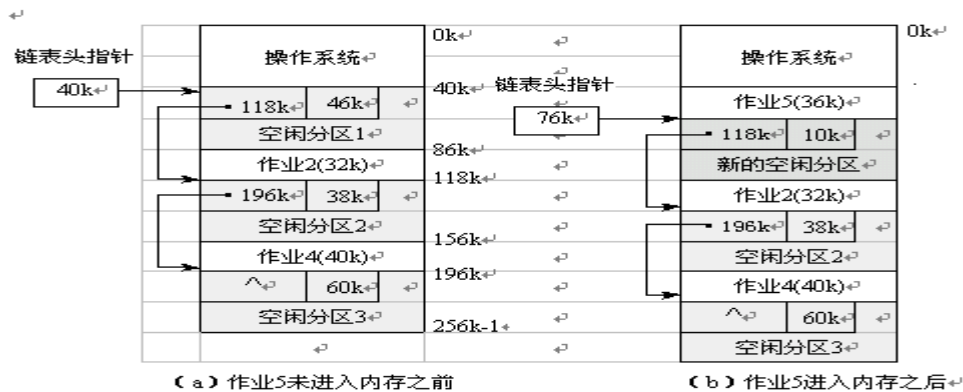 0k
操作系统
链表头指针
40k
40k
118k 46k
空闲分区1
86k
作业2(32k)
118k
196k 38k
空闲分区2
156k
作业4(40k)
196k
^ 60k
空闲分区3
256k-1
(a)作业5未进入内存之前
0k
操作系统
链表头指针
76k
作业5(36k)
118k 10k
新的空闲分区
作业2(32k)
196k 38k
空闲分区2
作业4(40k)
^ 60k
空闲分区3
(b)作业5进入内存之后